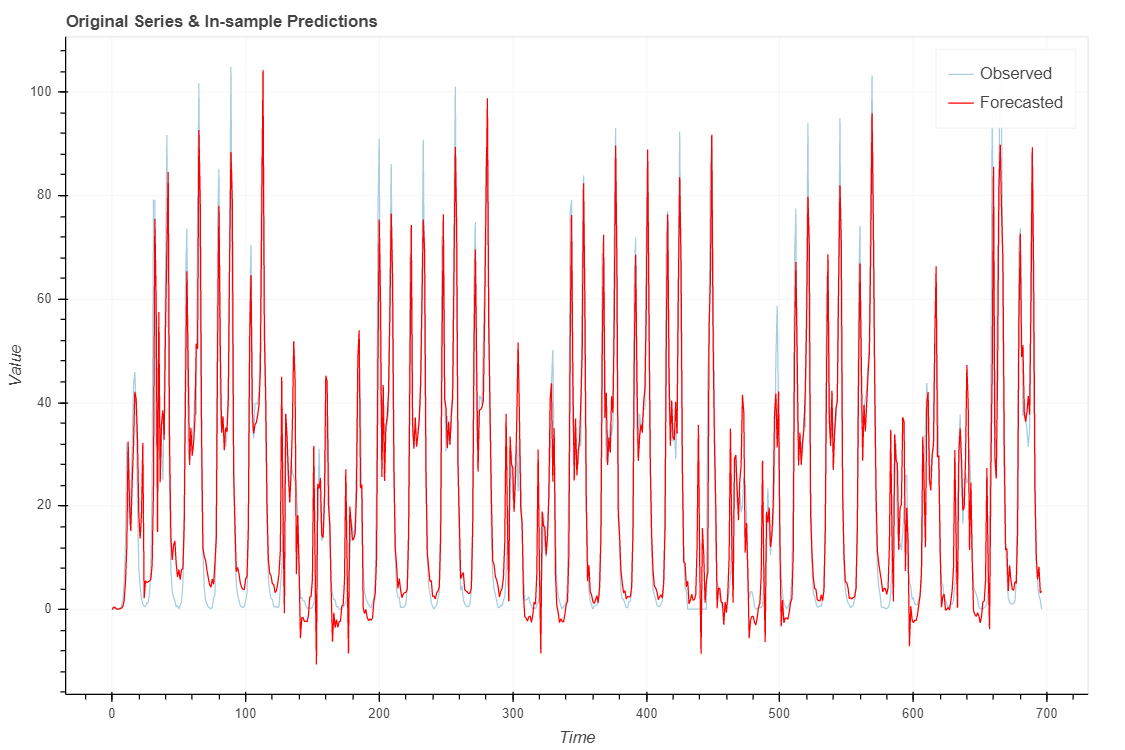 Original Series & In-sample Predictions
Observed
Forecasted
Value
100
80
60
40
20
0
0 100 200 300 400 500 600 700
Time